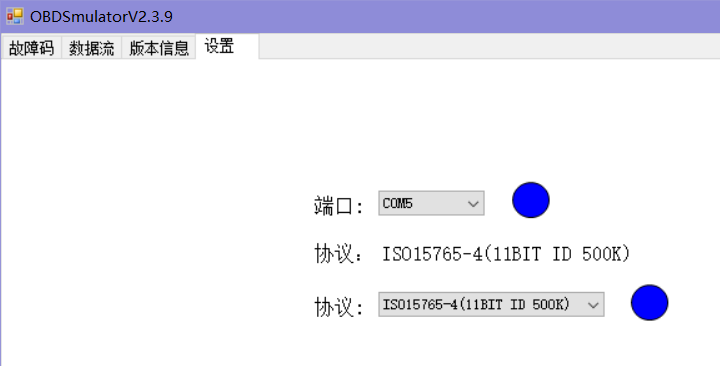 OBDSmulatorV2.3.9
故障码 数据流 版本信息 设置
端口: COM5
协议: ISO15765-4(11BIT ID 500K)
协议: ISO15765-4(11BIT ID 500K)